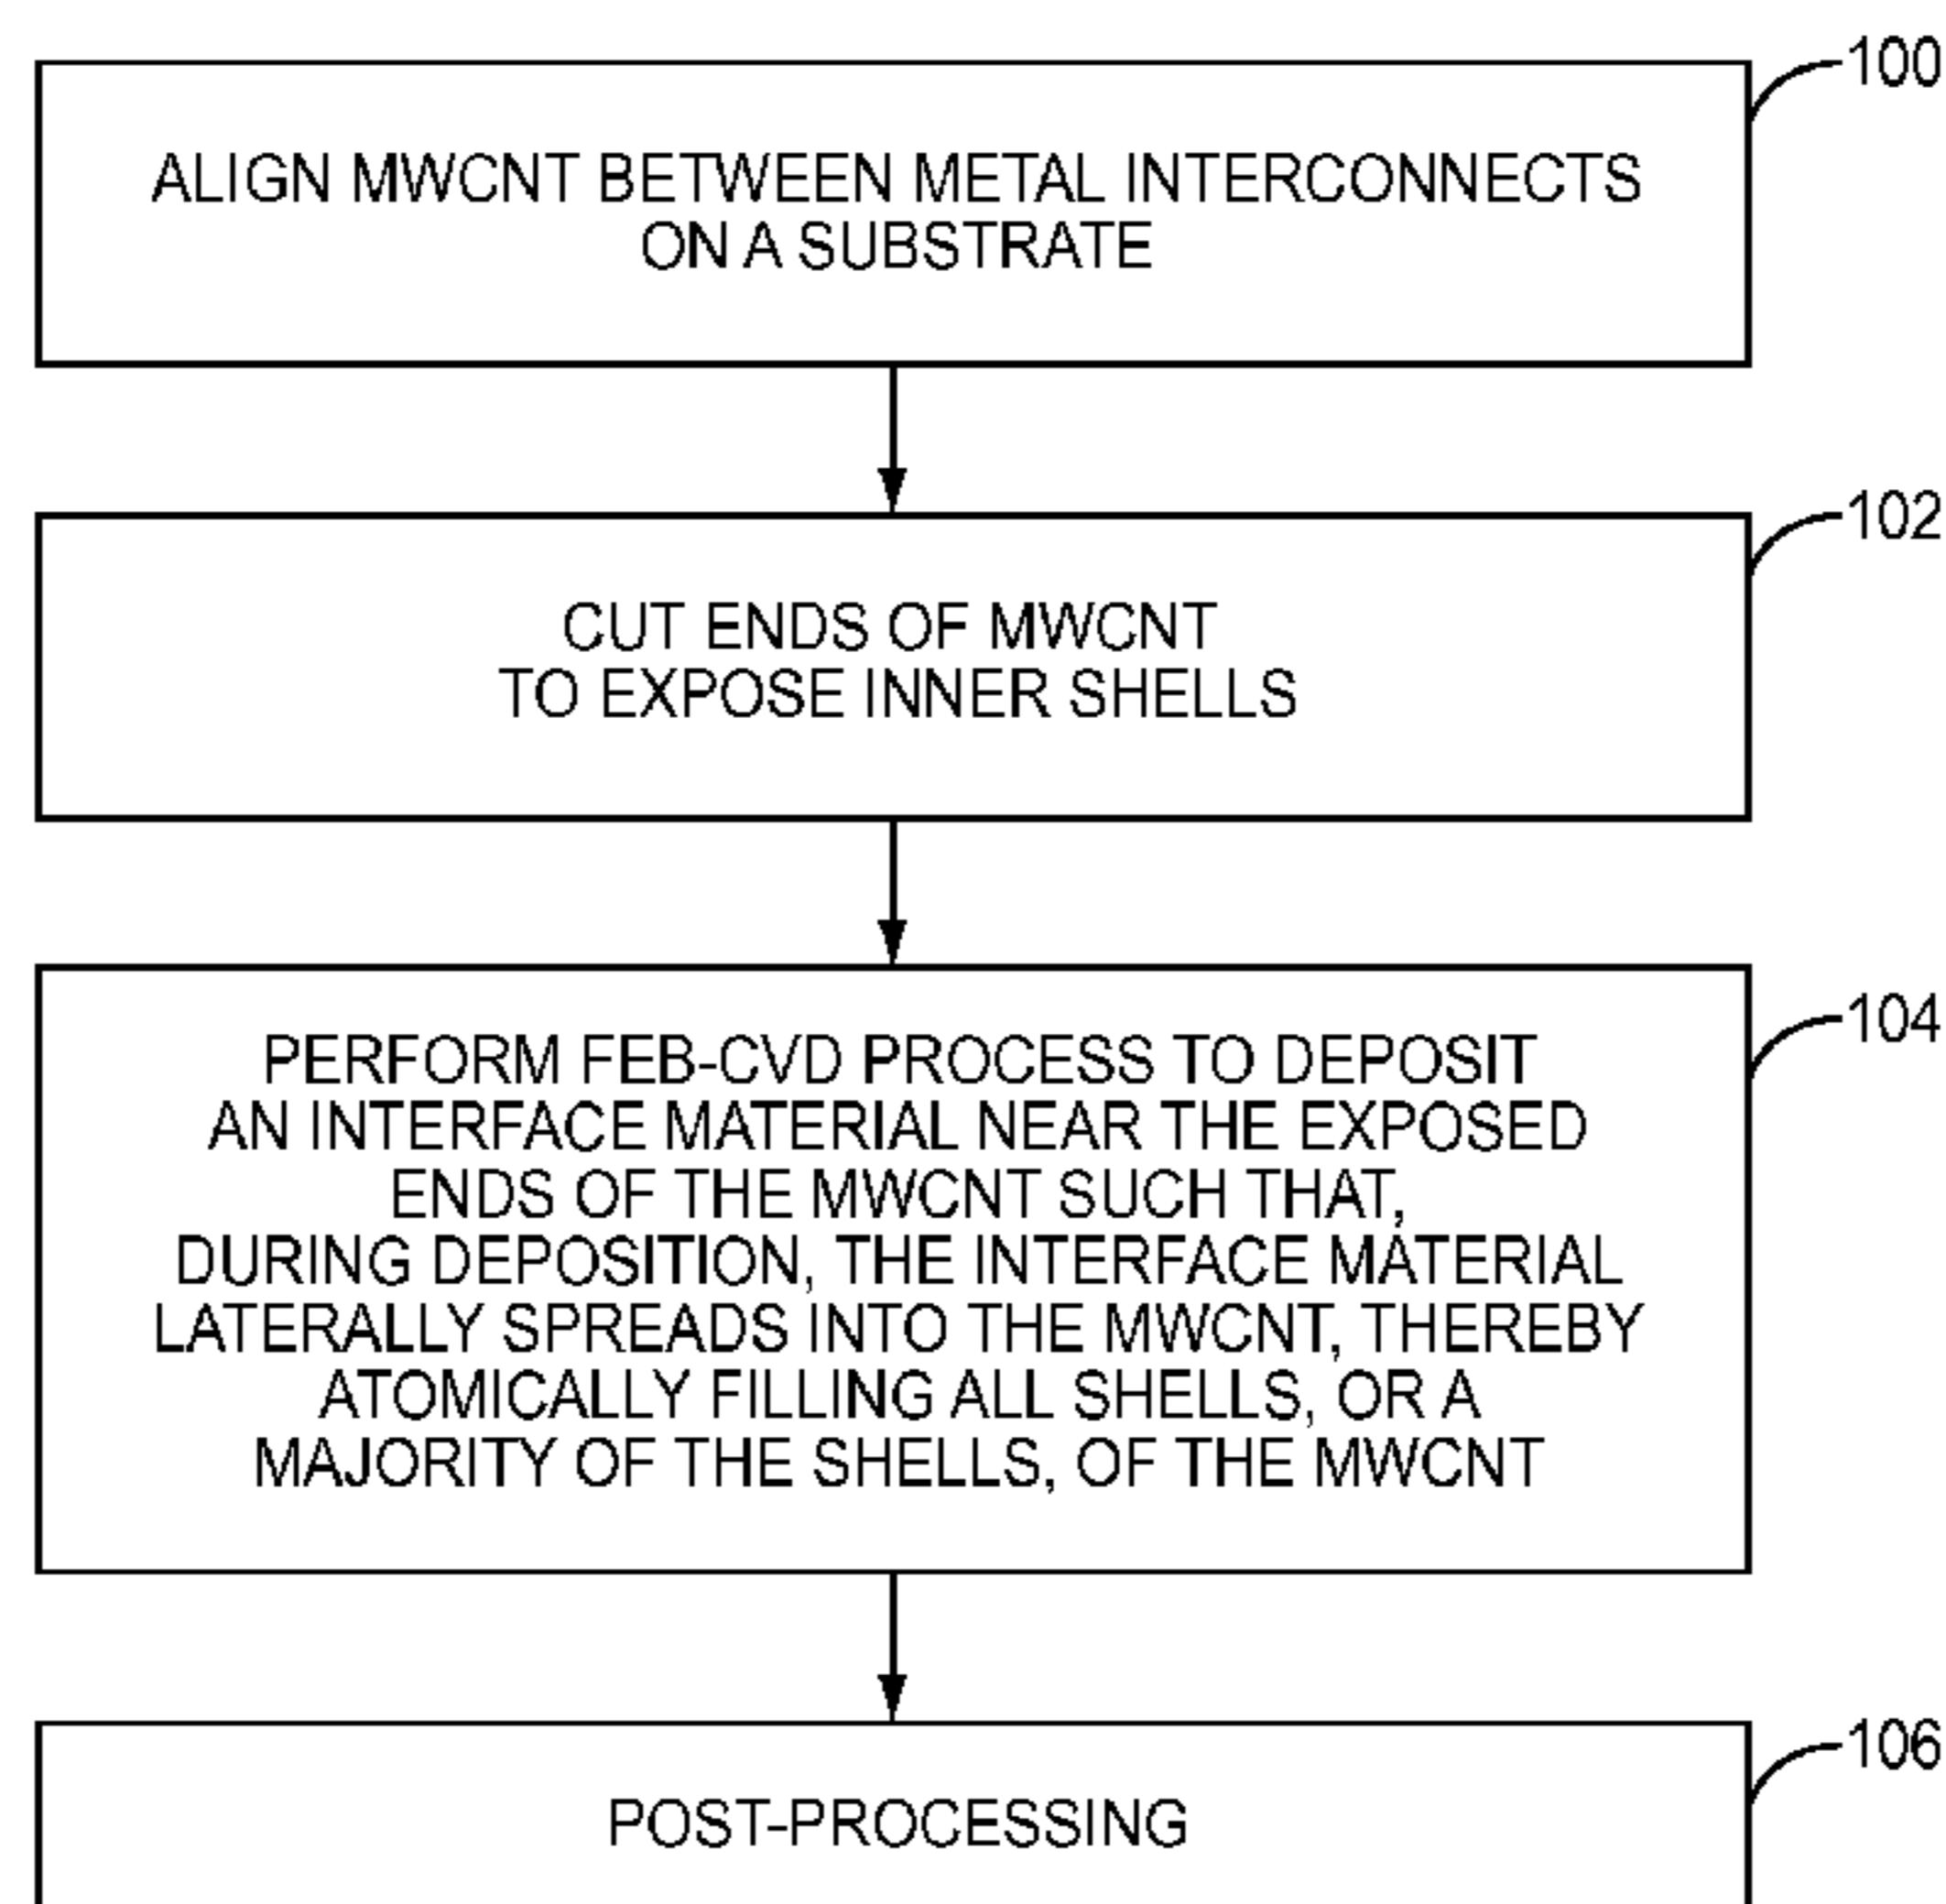 100
ALIGN MWCNT BETWEEN METAL INTERCONNECTS
ON A SUBSTRATE
102
CUT ENDS OF MWCNT
TO EXPOSE INNER SHELLS
104
PERFORM FEB-CVD PROCESS TO DEPOSIT
AN INTERFACE MATERIAL NEAR THE EXPOSED
ENDS OF THE MWCNT SUCH THAT,
DURING DEPOSITION, THE INTERFACE MATERIAL
LATERALLY SPREADS INTO THE MWCNT, THEREBY
ATOMICALLY FILLING ALL SHELLS, OR A
MAJORITY OF THE SHELLS, OF THE MWCNT
106
POST-PROCESSING